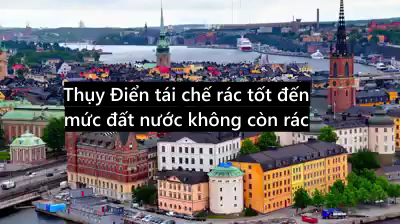 Thụy Điển tái chế rác tốt đến
mức đất nước không còn rác